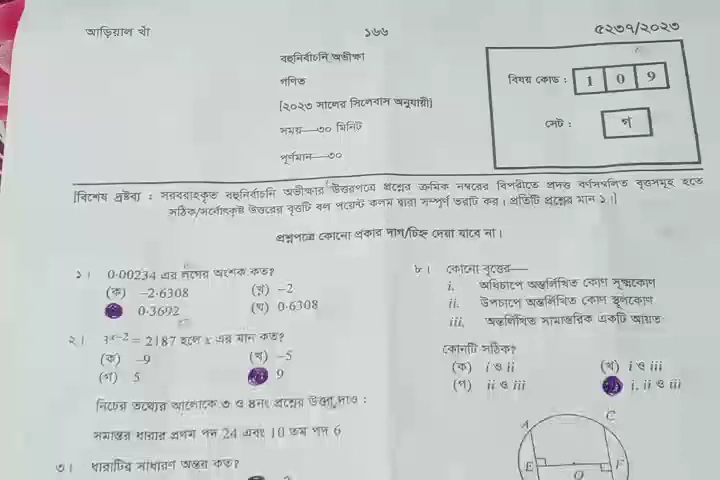 আড়িয়াল খাঁ
১৬৬
৫২৩৭/২০২৩
বহুনির্বাচনি অভীক্ষা
গণিত
[২০২৩ সালের সিলেবাস অনুযায়ী]
সময়—৩০ মিনিট
পূর্ণমান—৩০
বিষয় কোড : 1 0 9
সেট : গ
[বিশেষ দ্রষ্টব্য : সরবরাহকৃত বহুনির্বাচনি অভীক্ষার উত্তরপত্রে প্রশ্নের ক্রমিক নম্বরের বিপরীতে প্রদত্ত বর্ণসম্বলিত বৃত্তসমূহ হতে
সঠিক/সর্বোৎকৃষ্ট উত্তরের বৃত্তটি বল পয়েন্ট কলম দ্বারা সম্পূর্ণ ভরাট কর। প্রতিটি প্রশ্নের মান ১।]
প্রশ্নপত্রে কোনো প্রকার দাগ/চিহ্ন দেয়া যাবে না।
১। 0·00234 এর লগের অংশক কত?
(ক) –2·6308 (খ) –2
0·3692 (ঘ) 0·6308
২। 3ˣ⁻² = 2187 হলে x এর মান কত?
(ক) –9 (খ) –5
(গ) 5 9
নিচের তথ্যের আলোকে ৩ ও ৪নং প্রশ্নের উত্তর দাও :
সমান্তর ধারার প্রথম পদ 24 এবং 10 তম পদ 6
৩। ধারাটির সাধারণ অন্তর কত?
৮। কোনো বৃত্তের—
i. অধিচাপে অন্তর্লিখিত কোণ সূক্ষ্মকোণ
ii. উপচাপে অন্তর্লিখিত কোণ স্থূলকোণ
iii. অন্তর্লিখিত সামান্তরিক একটি আয়ত
কোনটি সঠিক?
(ক) i ও ii (খ) i ও iii
(গ) ii ও iii i, ii ও iii
A C
E O F